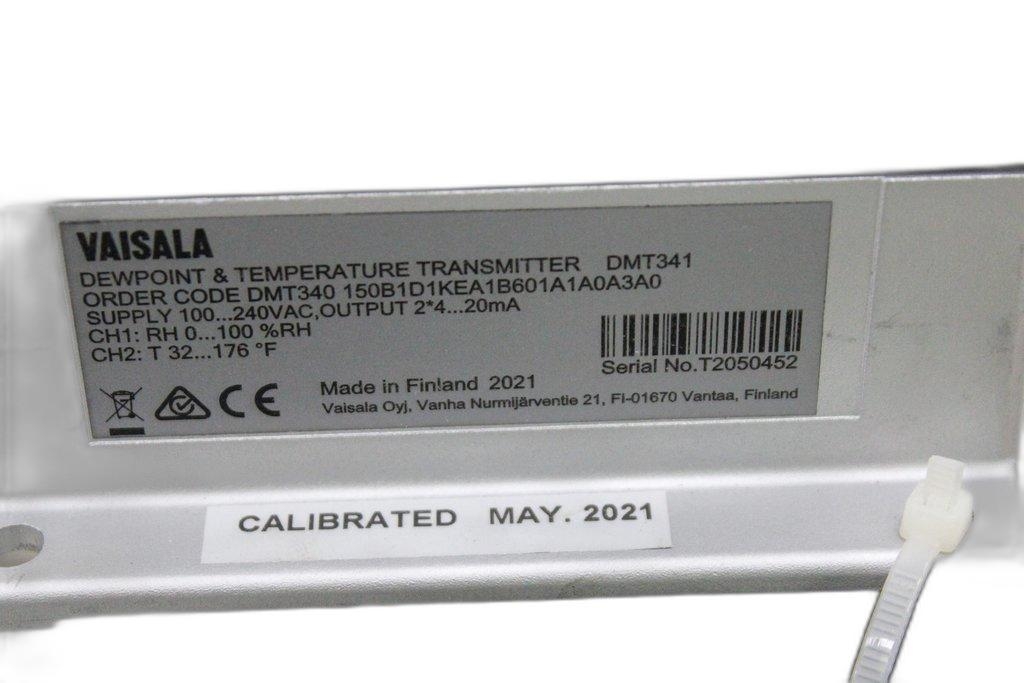 VAISALA
DEWPOINT & TEMPERATURE TRANSMITTER DMT341
ORDER CODE DMT340 150B1D1KEA1B601A1A0A3A0
SUPPLY 100...240VAC,OUTPUT 2*4...20mA
CH1: RH 0...100 %RH
CH2: T 32...176 °F
Serial No.T2050452
CE
Made in Finland 2021
Vaisala Oyj, Vanha Nurmijärventie 21, FI-01670 Vantaa, Finland
CALIBRATED MAY. 2021